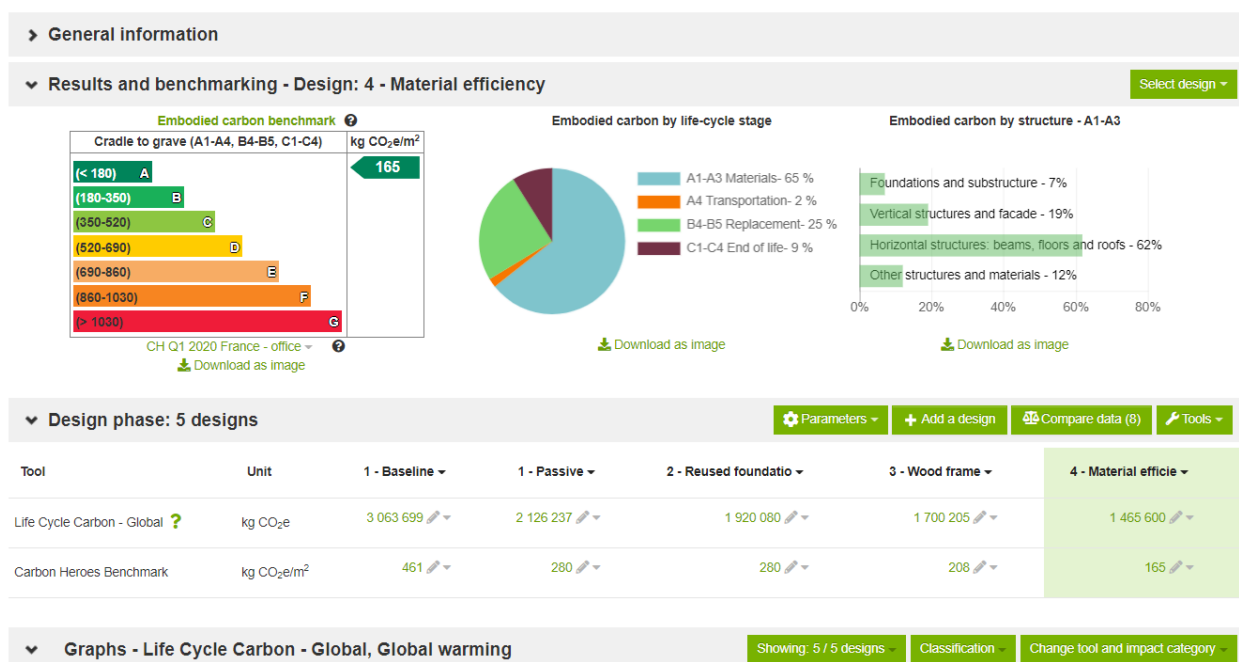 General information
Results and benchmarking - Design: 4 - Material efficiency
Select design
Embodied carbon benchmark ?
Cradle to grave (A1-A4, B4-B5, C1-C4) kg CO₂e/m²
(< 180) A 165
(180-350) B
(350-520) C
(520-690) D
(690-860) E
(860-1030) F
(> 1030) G
CH Q1 2020 France - office ?
Download as image
Embodied carbon by life-cycle stage
A1-A3 Materials- 65 %
A4 Transportation- 2 %
B4-B5 Replacement- 25 %
C1-C4 End of life- 9 %
Download as image
Embodied carbon by structure - A1-A3
Foundations and substructure - 7%
Vertical structures and facade - 19%
Horizontal structures: beams, floors and roofs - 62%
Other structures and materials - 12%
0% 20% 40% 60% 80%
Download as image
Design phase: 5 designs
Parameters Add a design Compare data (8) Tools
Tool Unit 1 - Baseline 1 - Passive 2 - Reused foundatio 3 - Wood frame 4 - Material efficie
Life Cycle Carbon - Global ? kg CO₂e 3 063 699 2 126 237 1 920 080 1 700 205 1 465 600
Carbon Heroes Benchmark kg CO₂e/m² 461 280 280 208 165
Graphs - Life Cycle Carbon - Global, Global warming
Showing: 5 / 5 designs Classification Change tool and impact category